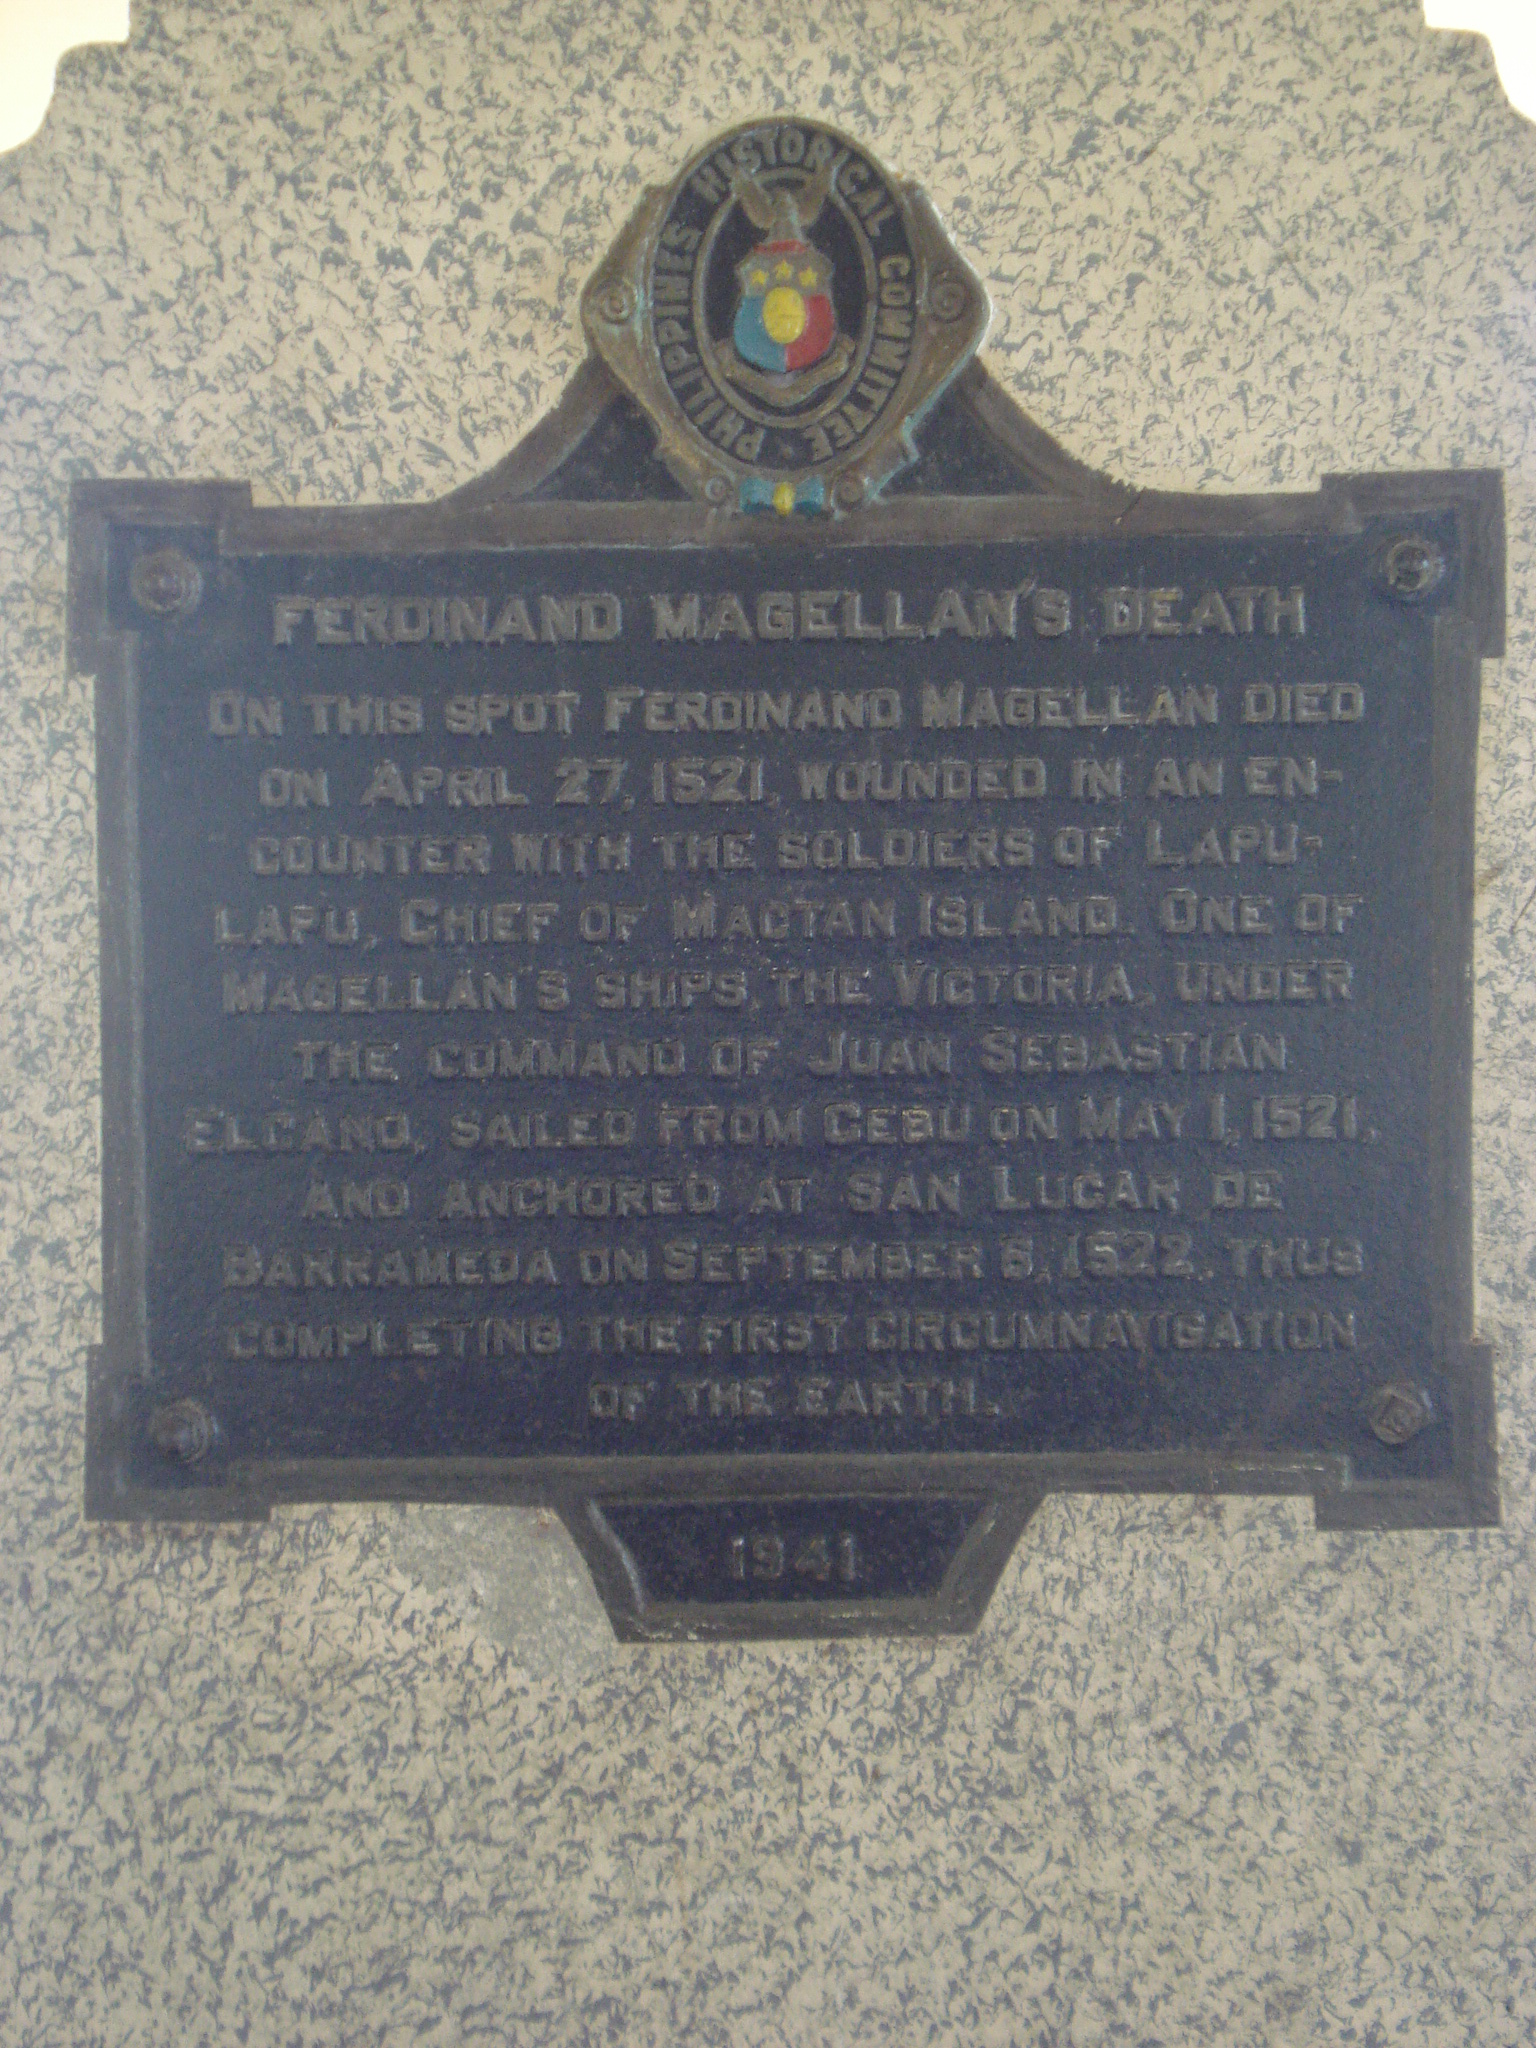 PHILIPPINES HISTORICAL COMMITTEE
FERDINAND MAGELLAN'S DEATH
ON THIS SPOT FERDINAND MAGELLAN DIED
ON APRIL 27, 1521, WOUNDED IN AN EN-
COUNTER WITH THE SOLDIERS OF LAPU-
LAPU, CHIEF OF MACTAN ISLAND. ONE OF
MAGELLAN'S SHIPS, THE VICTORIA, UNDER
THE COMMAND OF JUAN SEBASTIAN
ELCANO, SAILED FROM CEBU ON MAY 1, 1521,
AND ANCHORED AT SAN LUCAR DE
BARRAMEDA ON SEPTEMBER 6, 1522, THUS
COMPLETING THE FIRST CIRCUMNAVIGATION
OF THE EARTH.
1941